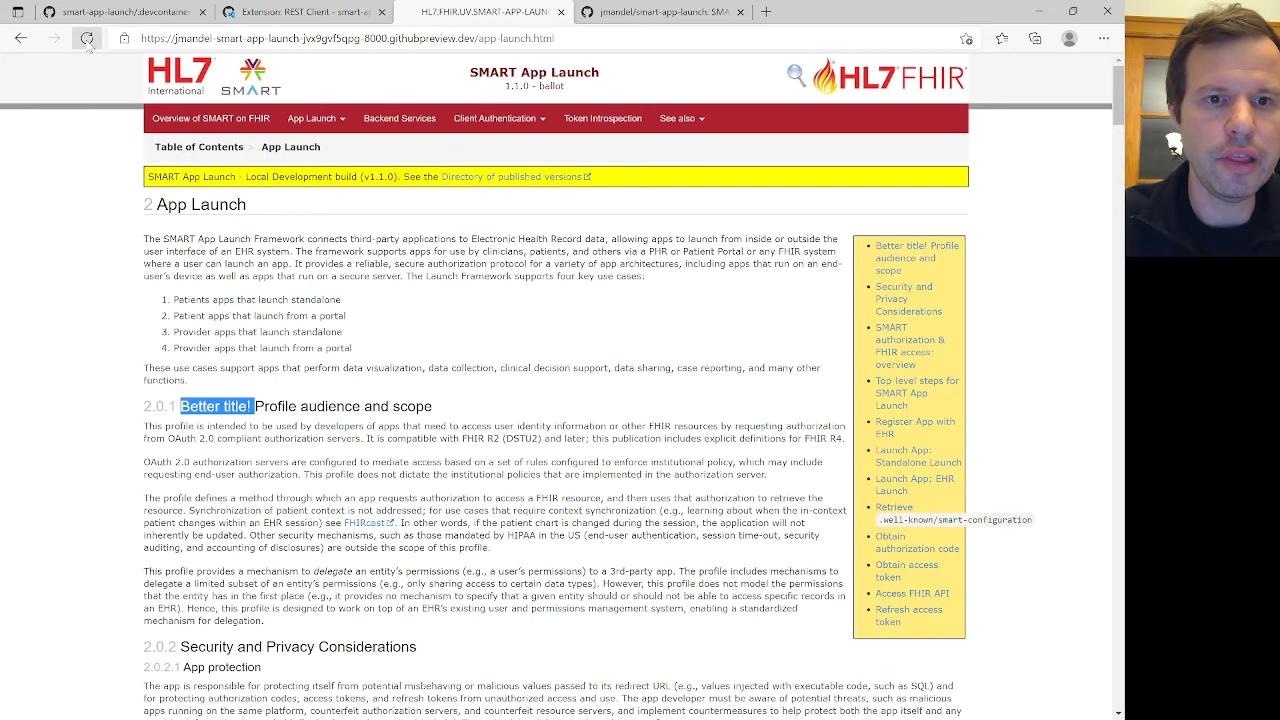 smart-app-launch/.devcontainer
Extension: REST Client - smart-ap
HL7.FHIR.UV.SMART-APP-LAUNC
jmandel/smart-app-launch: SMA
https://jmandel-smart-japp-jvx9gvf5qpg-8000.githubpreview.dev/app-launch.html
HL7
International
SMART
SMART App Launch
1.1.0 - ballot
HL7 FHIR
Overview of SMART on FHIR
App Launch
Backend Services
Client Authentication
Token Introspection
See also
Table of Contents > App Launch
SMART App Launch - Local Development build (v1.1.0). See the Directory of published versions
2 App Launch
The SMART App Launch Framework connects third-party applications to Electronic Health Record data, allowing apps to launch from inside or outside the
user interface of an EHR system. The framework supports apps for use by clinicians, patients, and others via a PHR or Patient Portal or any FHIR system
where a user can launch an app. It provides a reliable, secure authorization protocol for a variety of app architectures, including apps that run on an end-
user's device as well as apps that run on a secure server. The Launch Framework supports four key use cases:
1. Patients apps that launch standalone
2. Patient apps that launch from a portal
3. Provider apps that launch standalone
4. Provider apps that launch from a portal
These use cases support apps that perform data visualization, data collection, clinical decision support, data sharing, case reporting, and many other
functions.
2.0.1 Better title! Profile audience and scope
This profile is intended to be used by developers of apps that need to access user identity information or other FHIR resources by requesting authorization
from OAuth 2.0 compliant authorization servers. It is compatible with FHIR R2 (DSTU2) and later; this publication includes explicit definitions for FHIR R4.
OAuth 2.0 authorization servers are configured to mediate access based on a set of rules configured to enforce institutional policy, which may include
requesting end-user authorization. This profile does not dictate the institutional policies that are implemented in the authorization server.
The profile defines a method through which an app requests authorization to access a FHIR resource, and then uses that authorization to retrieve the
resource. Synchronization of patient context is not addressed; for use cases that require context synchronization (e.g., learning about when the in-context
patient changes within an EHR session) see FHIRcast. In other words, if the patient chart is changed during the session, the application will not
inherently be updated. Other security mechanisms, such as those mandated by HIPAA in the US (end-user authentication, session time-out, security
auditing, and accounting of disclosures) are outside the scope of this profile.
This profile provides a mechanism to delegate an entity's permissions (e.g., a user's permissions) to a 3rd-party app. The profile includes mechanisms to
delegate a limited subset of an entity's permissions (e.g., only sharing access to certain data types). However, this profile does not model the permissions
that the entity has in the first place (e.g., it provides no mechanism to specify that a given entity should or should not be able to access specific records in
an EHR). Hence, this profile is designed to work on top of an EHR's existing user and permissions management system, enabling a standardized
mechanism for delegation.
2.0.2 Security and Privacy Considerations
2.0.2.1 App protection
The app is responsible for protecting itself from potential misbehaving or malicious values passed to its redirect URL (e.g., values injected with executable code, such as SQL) and
for protecting authorization codes, access tokens, and refresh tokens from unauthorized access and use. The app developer must be aware of potential threats, such as malicious
apps running on the same platform, counterfeit authorization servers, and counterfeit resource servers, and implement countermeasures to help protect both the app itself and any
Better title! Profile
audience and
scope
Security and
Privacy
Considerations
SMART
authorization &
FHIR access:
overview
Top-level steps for
SMART App
Launch
Register App with
EHR
Launch App:
Standalone Launch
Launch App: EHR
Launch
Retrieve
.well-known/smart-configuration
Obtain
authorization code
Obtain access
token
Access FHIR API
Refresh access
token